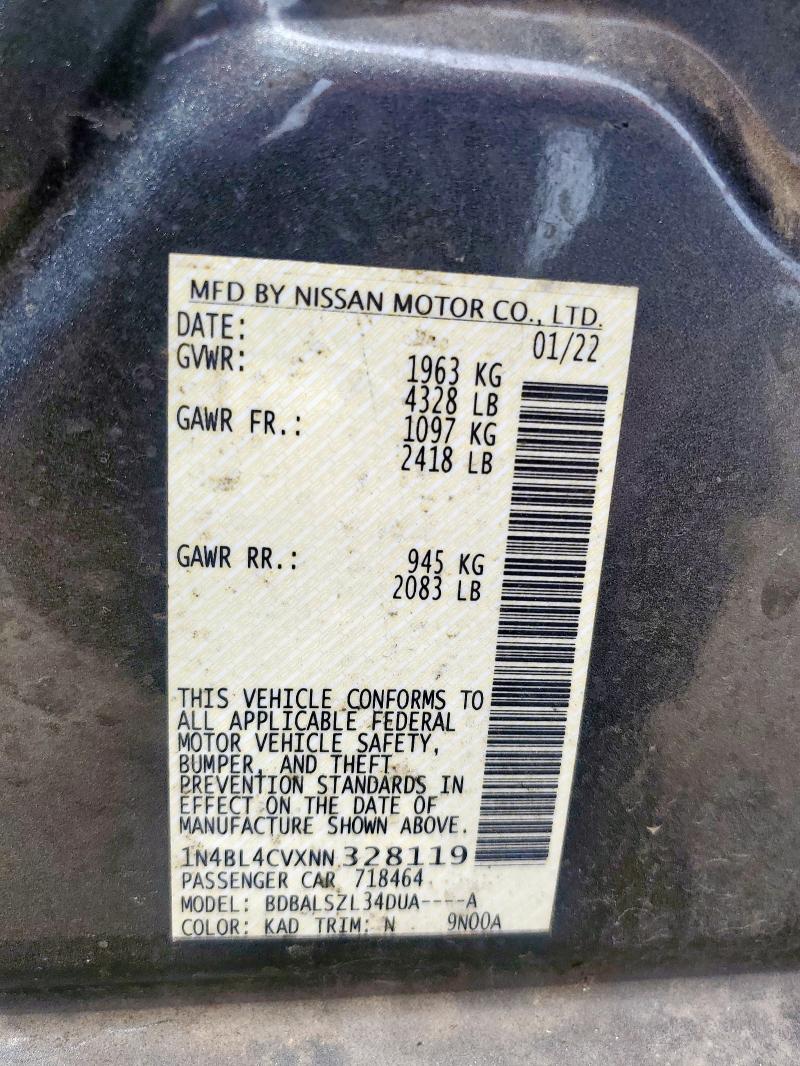 MFD BY NISSAN MOTOR CO., LTD.
DATE: 01/22
GVWR: 1963 KG
4328 LB
GAWR FR.: 1097 KG
2418 LB
GAWR RR.: 945 KG
2083 LB
THIS VEHICLE CONFORMS TO
ALL APPLICABLE FEDERAL
MOTOR VEHICLE SAFETY,
BUMPER, AND THEFT
PREVENTION STANDARDS IN
EFFECT ON THE DATE OF
MANUFACTURE SHOWN ABOVE.
1N4BL4CVXNN 328119
PASSENGER CAR 718464
MODEL: BDBALSZL34DUA----A
COLOR: KAD TRIM: N 9N00A